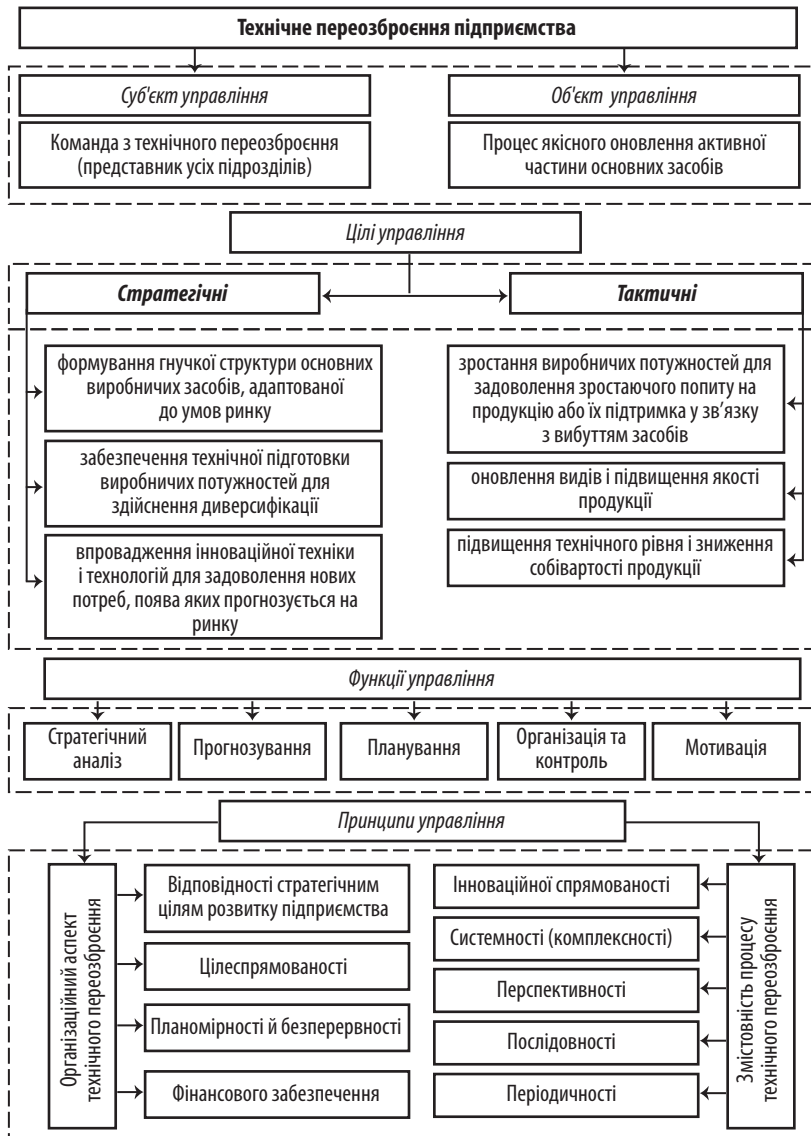 Технічне переозброєння підприємства
Суб'єкт управління
Команда з технічного переозброєння
(представник усіх підрозділів)
Об'єкт управління
Процес якісного оновлення активної
частини основних засобів
Цілі управління
Стратегічні
Тактичні
формування гнучкої структури основних
виробничих засобів, адаптованої
до умов ринку
забезпечення технічної підготовки
виробничих потужностей для
здійснення диверсифікації
впровадження інноваційної техніки
і технологій для задоволення нових
потреб, поява яких прогнозується на
ринку
зростання виробничих потужностей для
задоволення зростаючого попиту на
продукцію або їх підтримка у зв'язку
з вибуттям засобів
оновлення видів і підвищення якості
продукції
підвищення технічного рівня і зниження
собівартості продукції
Функції управління
Стратегічний
аналіз
Прогнозування
Планування
Організація та
контроль
Мотивація
Принципи управління
Організаційний аспект
технічного переозброєння
Відповідності стратегічним
цілям розвитку підприємства
Цілеспрямованості
Планомірності й безперервності
Фінансового забезпечення
Інноваційної спрямованості
Системності (комплексності)
Перспективності
Послідовності
Періодичності
Змістовність процесу
технічного переозброєння